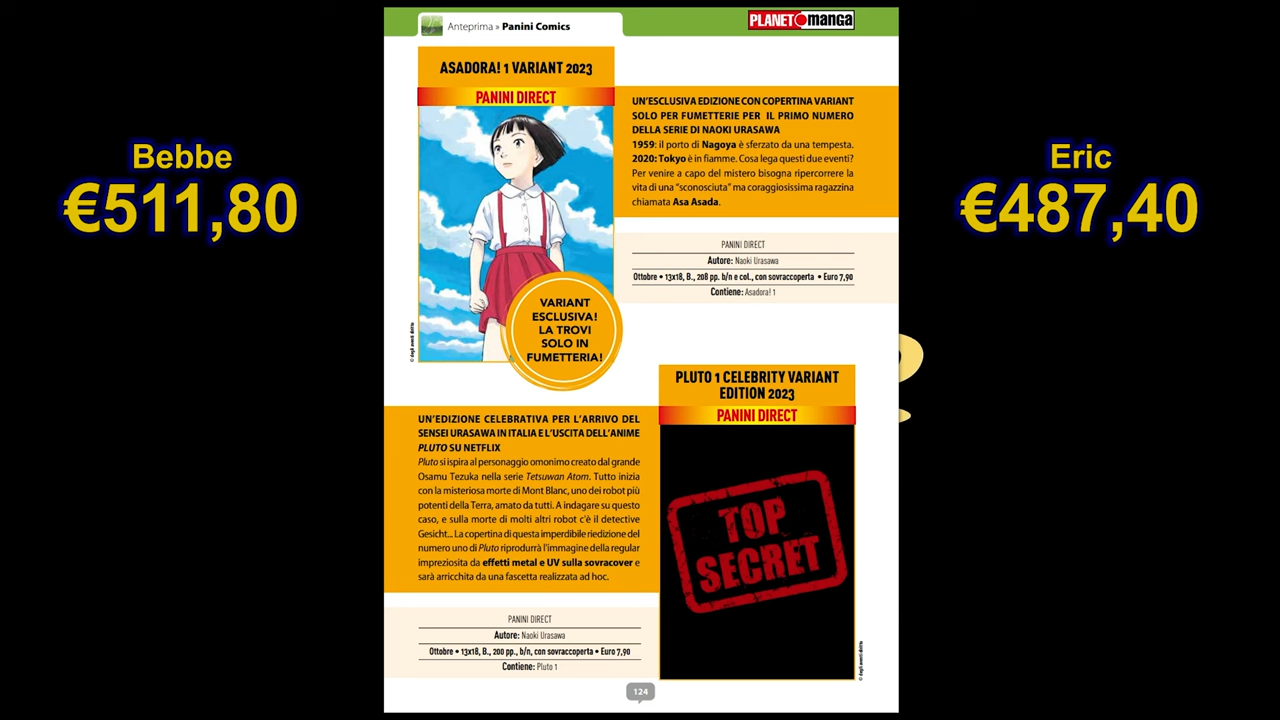 Anteprima » Panini Comics
PLANET manga
Bebbe
€511,80
Eric
€487,40
ASADORA! 1 VARIANT 2023
PANINI DIRECT
VARIANT
ESCLUSIVA!
LA TROVI
SOLO IN
FUMETTERIA!
© degli aventi diritto
UN'ESCLUSIVA EDIZIONE CON COPERTINA VARIANT
SOLO PER FUMETTERIE PER IL PRIMO NUMERO
DELLA SERIE DI NAOKI URASAWA
1959: il porto di Nagoya è sferzato da una tempesta.
2020: Tokyo è in fiamme. Cosa lega questi due eventi?
Per venire a capo del mistero bisogna ripercorrere la
vita di una "sconosciuta" ma coraggiosissima ragazzina
chiamata Asa Asada.
PANINI DIRECT
Autore: Naoki Urasawa
Ottobre • 13x18, B., 208 pp. b/n e col., con sovraccoperta • Euro 7,90
Contiene: Asadora! 1
PLUTO 1 CELEBRITY VARIANT
EDITION 2023
PANINI DIRECT
TOP
SECRET
© degli aventi diritto
UN'EDIZIONE CELEBRATIVA PER L'ARRIVO DEL
SENSEI URASAWA IN ITALIA E L'USCITA DELL'ANIME
PLUTO SU NETFLIX
Pluto si ispira al personaggio omonimo creato dal grande
Osamu Tezuka nella serie Tetsuwan Atom. Tutto inizia
con la misteriosa morte di Mont Blanc, uno dei robot più
potenti della Terra, amato da tutti. A indagare su questo
caso, e sulla morte di molti altri robot c'è il detective
Gesicht... La copertina di questa imperdibile riedizione del
numero uno di Pluto riprodurrà l'immagine della regular
impreziosita da effetti metal e UV sulla sovracover e
sarà arricchita da una fascetta realizzata ad hoc.
PANINI DIRECT
Autore: Naoki Urasawa
Ottobre • 13x18, B., 200 pp., b/n, con sovraccoperta • Euro 7,90
Contiene: Pluto 1
124